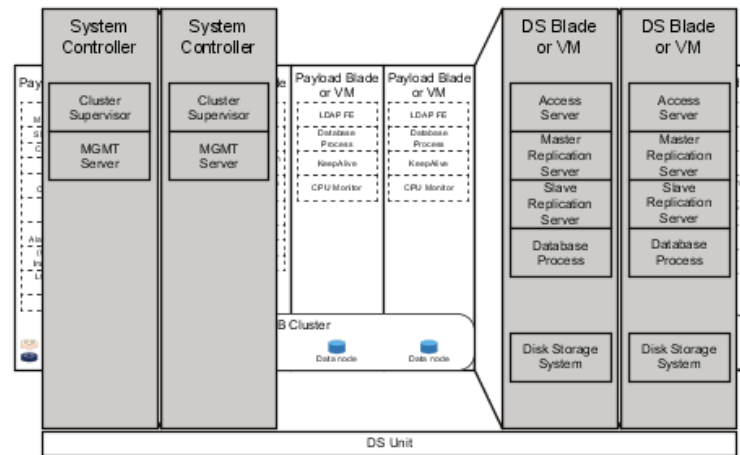 System
Controller
Cluster
Supervisor
MGMT
Server
System
Controller
Cluster
Supervisor
MGMT
Server
Payload Blade
or VM
LDAP FE
Database
Process
KeepAlive
CPU Monitor
Payload Blade
or VM
LDAP FE
Database
Process
KeepAlive
CPU Monitor
B Cluster
Data node
Data node
DS Blade
or VM
Access
Server
Master
Replication
Server
Slave
Replication
Server
Database
Process
Disk Storage
System
DS Blade
or VM
Access
Server
Master
Replication
Server
Slave
Replication
Server
Database
Process
Disk Storage
System
DS Unit